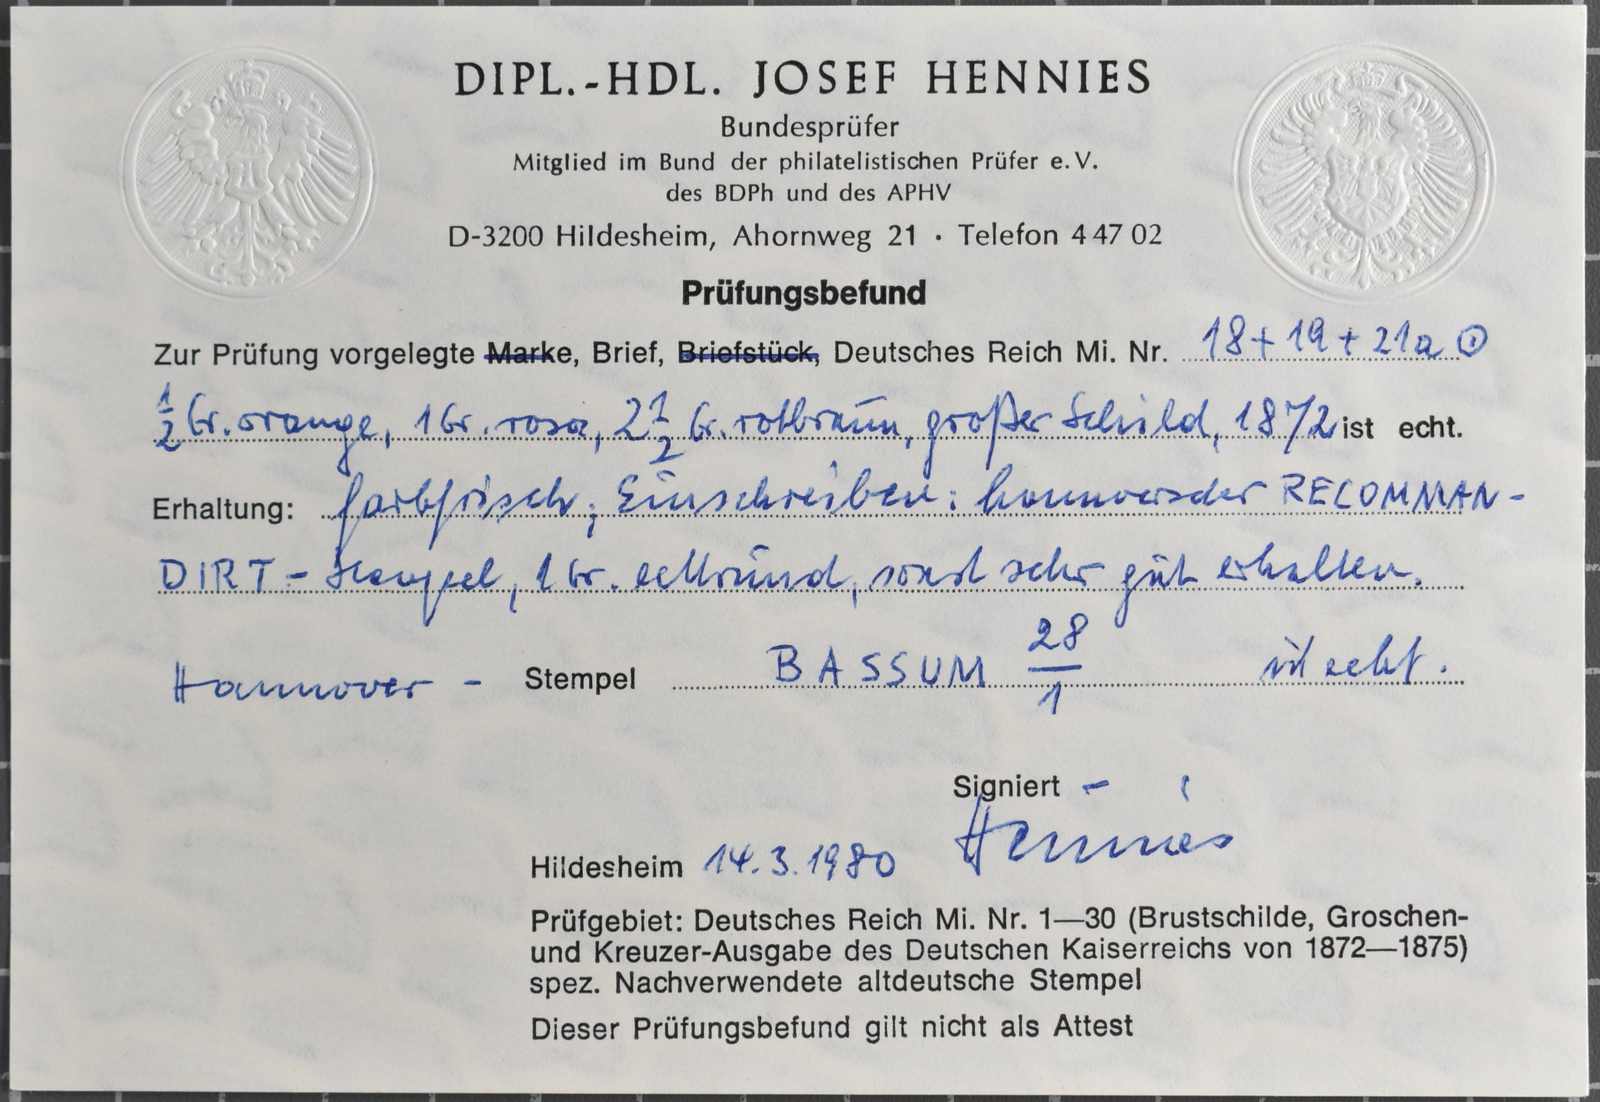 DIPL.-HDL. JOSEF HENNIES
Bundesprüfer
Mitglied im Bund der philatelistischen Prüfer e.V.
des BDPh und des APHV
D-3200 Hildesheim, Ahornweg 21 · Telefon 4 47 02
Prüfungsbefund
Zur Prüfung vorgelegte Marke, Brief, Briefstück, Deutsches Reich Mi. Nr. 18 + 19 + 21a ⊙
½ Gr. orange, 1 Gr. rosa, 2½ Gr. rotbraun, großer Schild, 1872 ist echt.
Erhaltung: farbfrisch; Einschreiben: hannoverscher RECOMMAN-
DIRT-Stempel, 1 Gr. eckrund, sonst sehr gut erhalten.
Hannover - Stempel BASSUM 28/1 ist echt.
Signiert -
Hennies
Hildesheim 14.3.1980
Prüfgebiet: Deutsches Reich Mi. Nr. 1—30 (Brustschilde, Groschen-
und Kreuzer-Ausgabe des Deutschen Kaiserreichs von 1872—1875)
spez. Nachverwendete altdeutsche Stempel
Dieser Prüfungsbefund gilt nicht als Attest